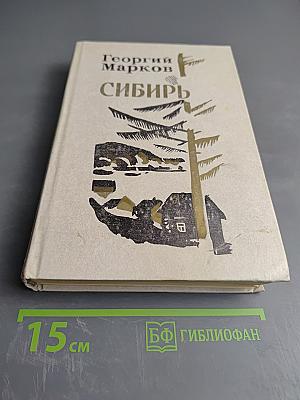 Георгий
Марков
СИБИРЬ
15 см
БФ ГИБЛИОФАН